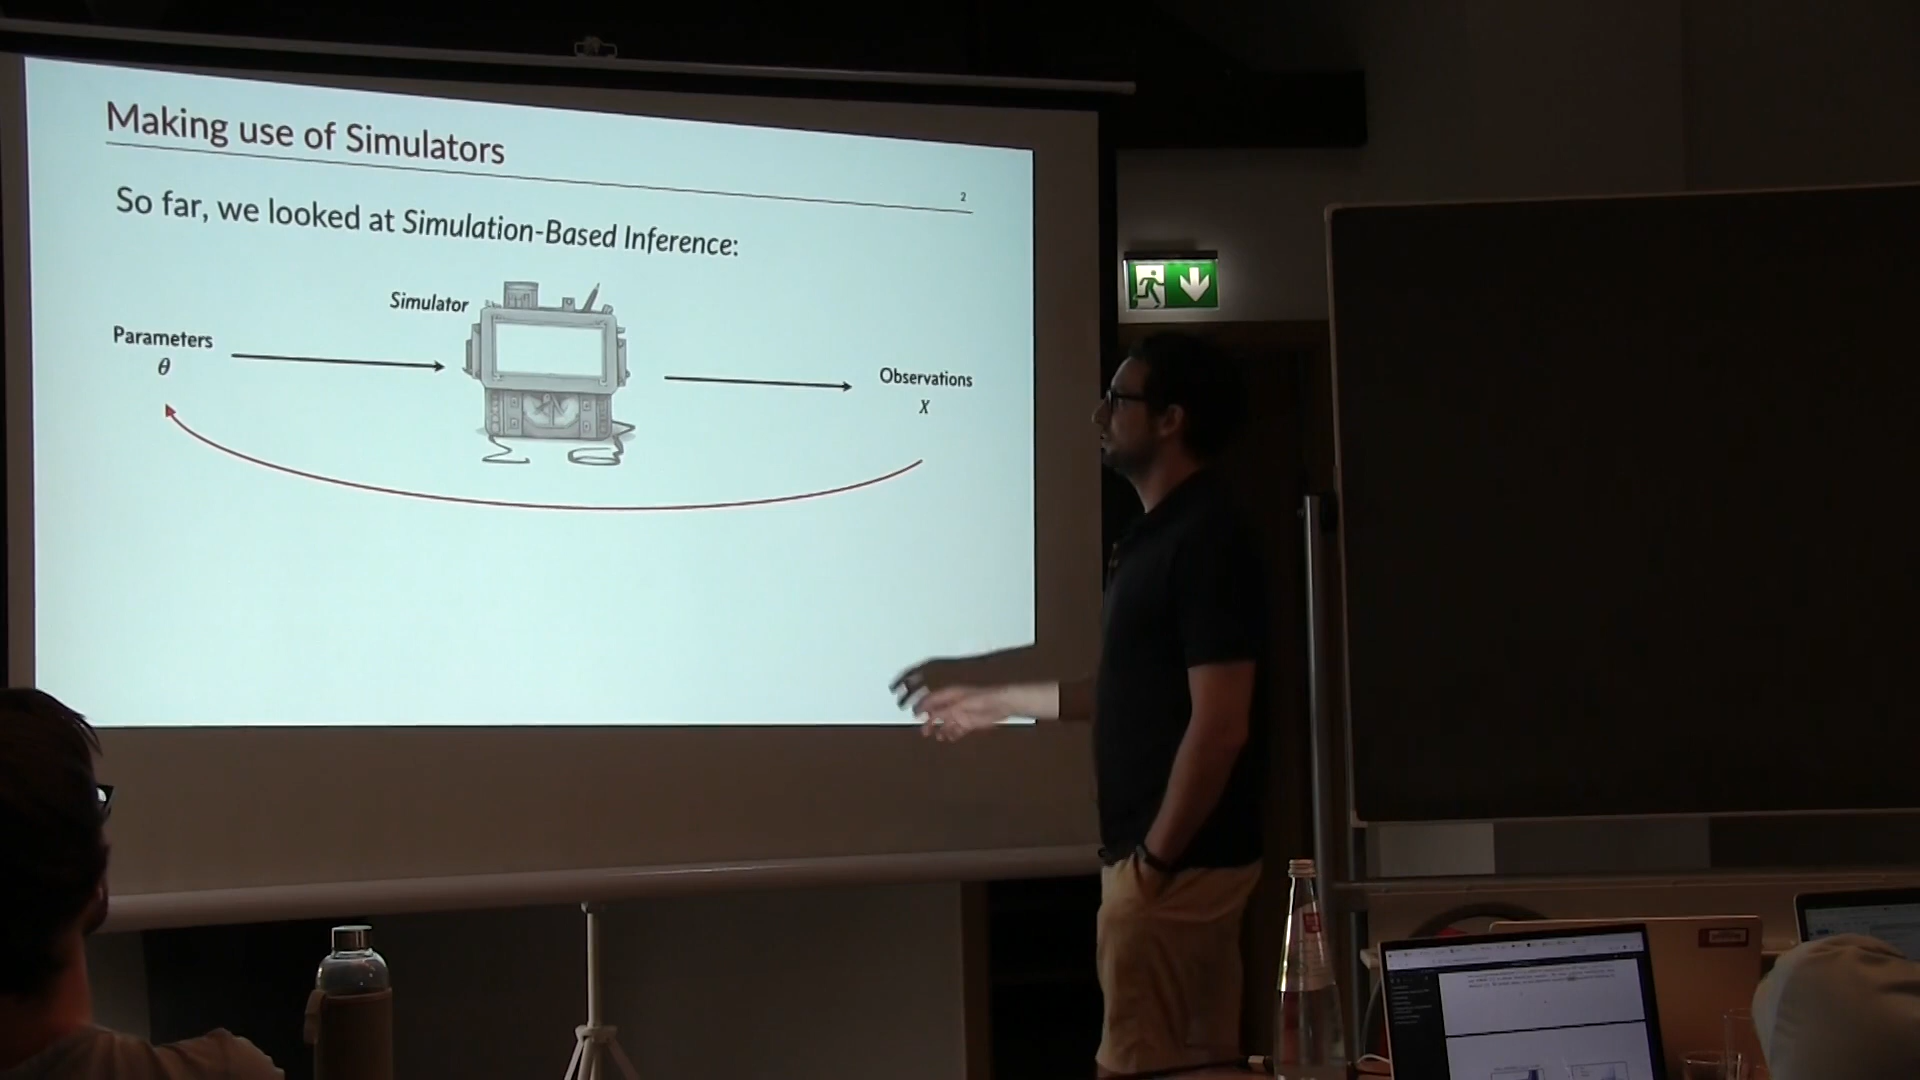 Making use of Simulators
2
So far, we looked at Simulation-Based Inference:
Simulator
Parameters
θ
Observations
X